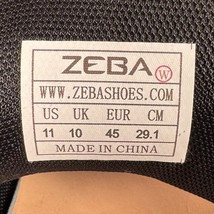 ZEBA W
WWW.ZEBASHOES.COM
US UK EUR CM
11 10 45 29.1
MADE IN CHINA